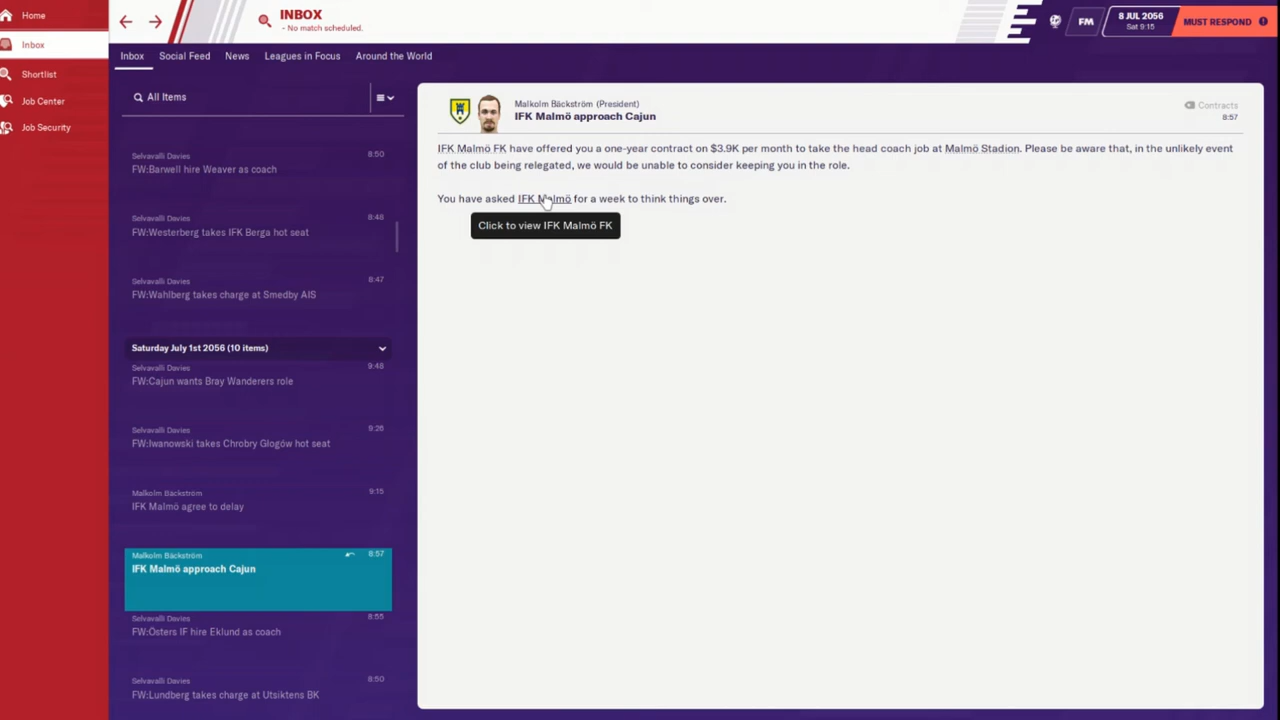 Home
Inbox
Shortlist
Job Center
Job Security
INBOX
- No match scheduled.
FM
8 JUL 2056
Sat 9:15
MUST RESPOND
Inbox
Social Feed
News
Leagues in Focus
Around the World
All Items
Selvavalli Davies
8:50
FW:Barwell hire Weaver as coach
Selvavalli Davies
8:48
FW:Westerberg takes IFK Berga hot seat
Selvavalli Davies
8:47
FW:Wahlberg takes charge at Smedby AIS
Saturday July 1st 2056 (10 items)
Selvavalli Davies
9:48
FW:Cajun wants Bray Wanderers role
Selvavalli Davies
9:28
FW:Iwanowski takes Chrobry Głogów hot seat
Malkolm Bäckström
9:15
IFK Malmö agree to delay
Malkolm Bäckström
8:57
IFK Malmö approach Cajun
Selvavalli Davies
8:55
FW:Östers IF hire Eklund as coach
Selvavalli Davies
8:50
FW:Lundberg takes charge at Utsiktens BK
Malkolm Bäckström (President)
IFK Malmö approach Cajun
Contracts
8:57
IFK Malmö FK have offered you a one-year contract on $3.9K per month to take the head coach job at Malmö Stadion. Please be aware that, in the unlikely event
of the club being relegated, we would be unable to consider keeping you in the role.
You have asked IFK Malmö for a week to think things over.
Click to view IFK Malmö FK